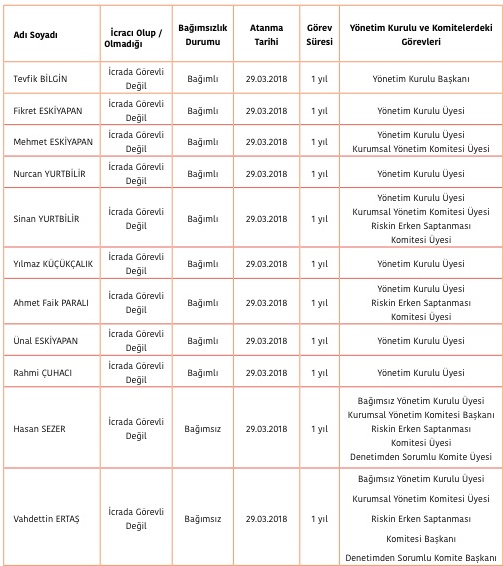 Adı Soyadı
İcracı Olup /
Olmadığı
Bağımsızlık
Durumu
Atanma
Tarihi
Görev
Süresi
Yönetim Kurulu ve Komitelerdeki
Görevleri
Tevfik BİLGİN
İcrada Görevli
Değil
Bağımlı
29.03.2018
1 yıl
Yönetim Kurulu Başkanı
Fikret ESKİYAPAN
İcrada Görevli
Değil
Bağımlı
29.03.2018
1 yıl
Yönetim Kurulu Üyesi
Mehmet ESKİYAPAN
İcrada Görevli
Değil
Bağımlı
29.03.2018
1 yıl
Yönetim Kurulu Üyesi
Kurumsal Yönetim Komitesi Üyesi
Nurcan YURTBİLİR
İcrada Görevli
Değil
Bağımlı
29.03.2018
1 yıl
Yönetim Kurulu Üyesi
Sinan YURTBİLİR
İcrada Görevli
Değil
Bağımlı
29.03.2018
1 yıl
Yönetim Kurulu Üyesi
Kurumsal Yönetim Komitesi Üyesi
Riskin Erken Saptanması
Komitesi Üyesi
Yılmaz KÜÇÜKÇALIK
İcrada Görevli
Değil
Bağımlı
29.03.2018
1 yıl
Yönetim Kurulu Üyesi
Ahmet Faik PARALI
İcrada Görevli
Değil
Bağımlı
29.03.2018
1 yıl
Yönetim Kurulu Üyesi
Riskin Erken Saptanması
Komitesi Üyesi
Ünal ESKİYAPAN
İcrada Görevli
Değil
Bağımlı
29.03.2018
1 yıl
Yönetim Kurulu Üyesi
Rahmi ÇUHACI
İcrada Görevli
Değil
Bağımlı
29.03.2018
1 yıl
Yönetim Kurulu Üyesi
Hasan SEZER
İcrada Görevli
Değil
Bağımsız
29.03.2018
1 yıl
Bağımsız Yönetim Kurulu Üyesi
Kurumsal Yönetim Komitesi Başkanı
Riskin Erken Saptanması
Komitesi Üyesi
Denetimden Sorumlu Komite Üyesi
Vahdettin ERTAŞ
İcrada Görevli
Değil
Bağımsız
29.03.2018
1 yıl
Bağımsız Yönetim Kurulu Üyesi
Kurumsal Yönetim Komitesi Üyesi
Riskin Erken Saptanması
Komitesi Başkanı
Denetimden Sorumlu Komite Başkanı